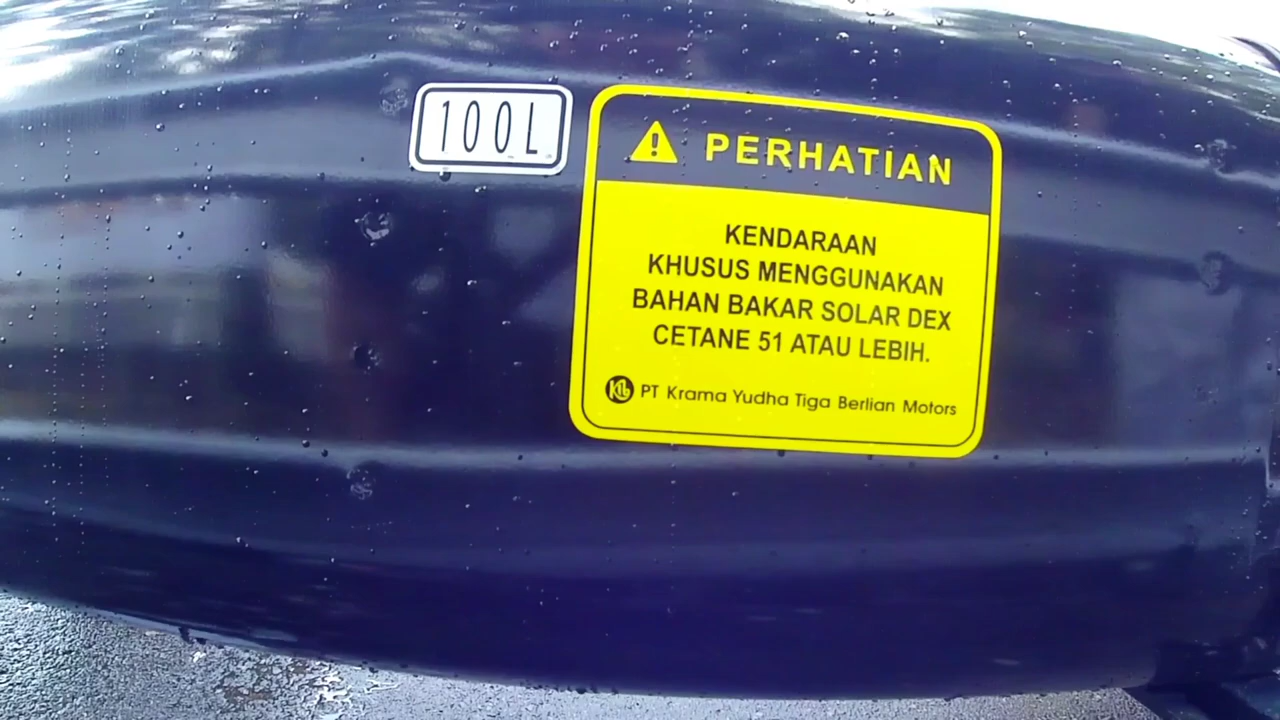 100L
PERHATIAN
KENDARAAN
KHUSUS MENGGUNAKAN
BAHAN BAKAR SOLAR DEX
CETANE 51 ATAU LEBIH.
KTB PT Krama Yudha Tiga Berlian Motors